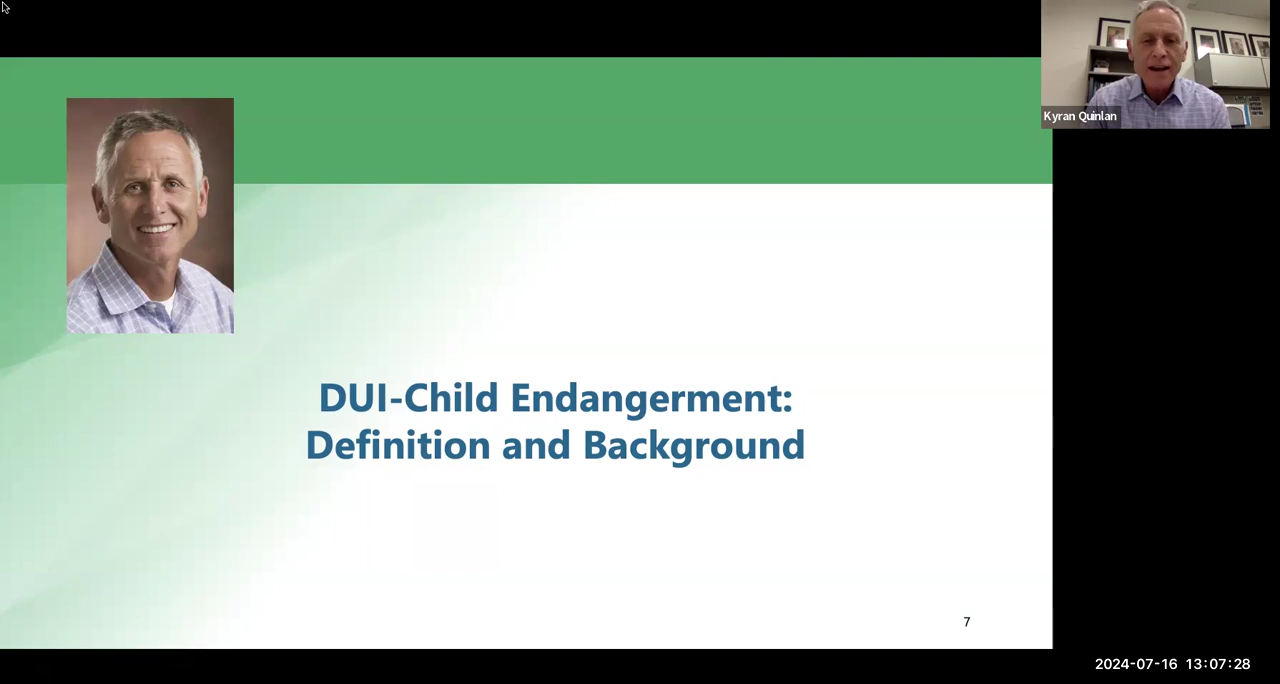 Kyran Quinlan
DUI-Child Endangerment:
Definition and Background
7
2024-07-16 13:07:28